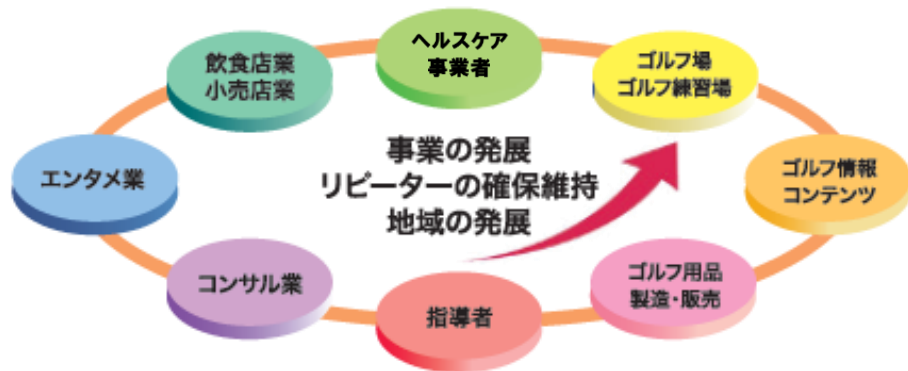 ヘルスケア
事業者
飲食店業
小売店業
ゴルフ場
ゴルフ練習場
エンタメ業
事業の発展
リピーターの確保維持
地域の発展
ゴルフ情報
コンテンツ
コンサル業
指導者
ゴルフ用品
製造・販売